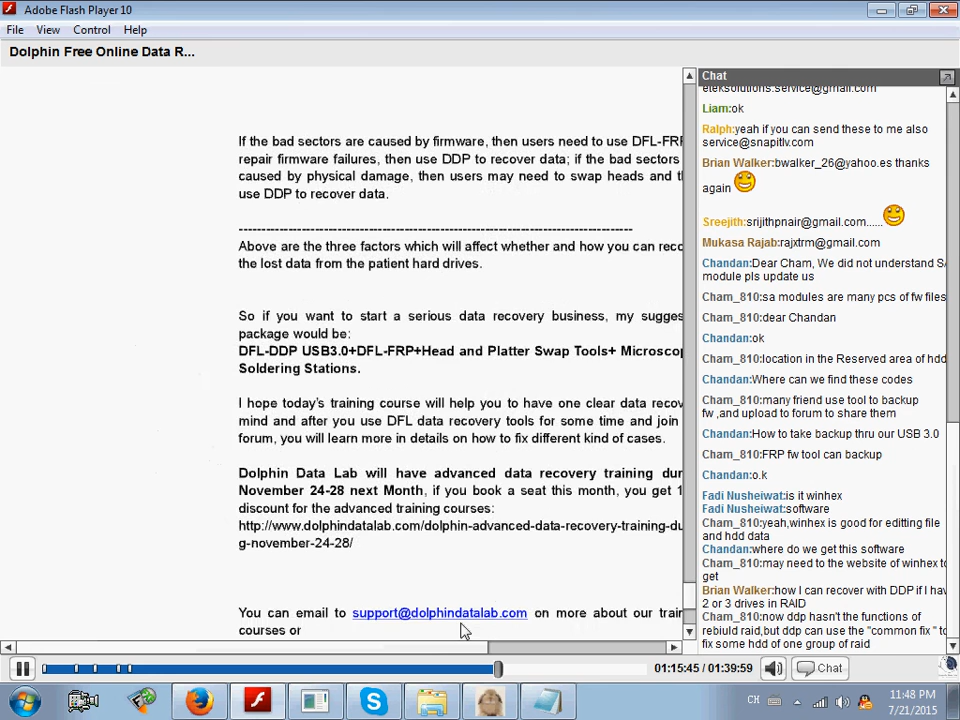 Adobe Flash Player 10
File View Control Help
Dolphin Free Online Data R...
If the bad sectors are caused by firmware, then users need to use DFL-FRP
repair firmware failures, then use DDP to recover data; if the bad sectors
caused by physical damage, then users may need to swap heads and
use DDP to recover data.
--------------------------------------------------------------------------------
Above are the three factors which will affect whether and how you can
the lost data from the patient hard drives.
So if you want to start a serious data recovery business, my
package would be:
DFL-DDP USB3.0+DFL-FRP+Head and Platter Swap Tools+
Soldering Stations.
I hope today's training course will help you to have one clear data
mind and after you use DFL data recovery tools for some time and join
forum, you will learn more in details on how to fix different kind of cases.
Dolphin Data Lab will have advanced data recovery training
November 24-28 next Month, if you book a seat this month, you get
discount for the advanced training courses:
http://www.dolphindatalab.com/dolphin-advanced-data-recovery-training-du
g-november-24-28/
You can email to support@dolphindatalab.com on more about our
courses or
Chat
eteksolutions.service@gmail.com
Liam:ok
Ralph:yeah if you can send these to me also
service@snapitlv.com
Brian Walker:bwalker_26@yahoo.es thanks
again
Sreejith:srijithpnair@gmail.com......
Mukasa Rajab:rajxtrm@gmail.com
Chandan:Dear Cham, We did not understand SA
module pls update us
Cham_810:sa modules are many pcs of fw files
Cham_810:dear Chandan
Chandan:ok
Cham_810:location in the Reserved area of hdd
Chandan:Where can we find these codes
Cham_810:many friend use tool to backup
fw ,and upload to forum to share them
Chandan:How to take backup thru our USB 3.0
Cham_810:FRP fw tool can backup
Chandan:o.k
Fadi Nusheiwat:is it winhex
Fadi Nusheiwat:software
Cham_810:yeah,winhex is good for editting file
and hdd data
Chandan:where do we get this software
Cham_810:may need to the website of winhex to
get
Brian Walker:how I can recover with DDP if I hav
2 or 3 drives in RAID
Cham_810:now ddp hasn't the functions of
rebiuld raid,but ddp can use the "common fix " to
fix some hdd of one group of raid
01:15:45 / 01:39:59
Chat
CH
11:48 PM
7/21/2015